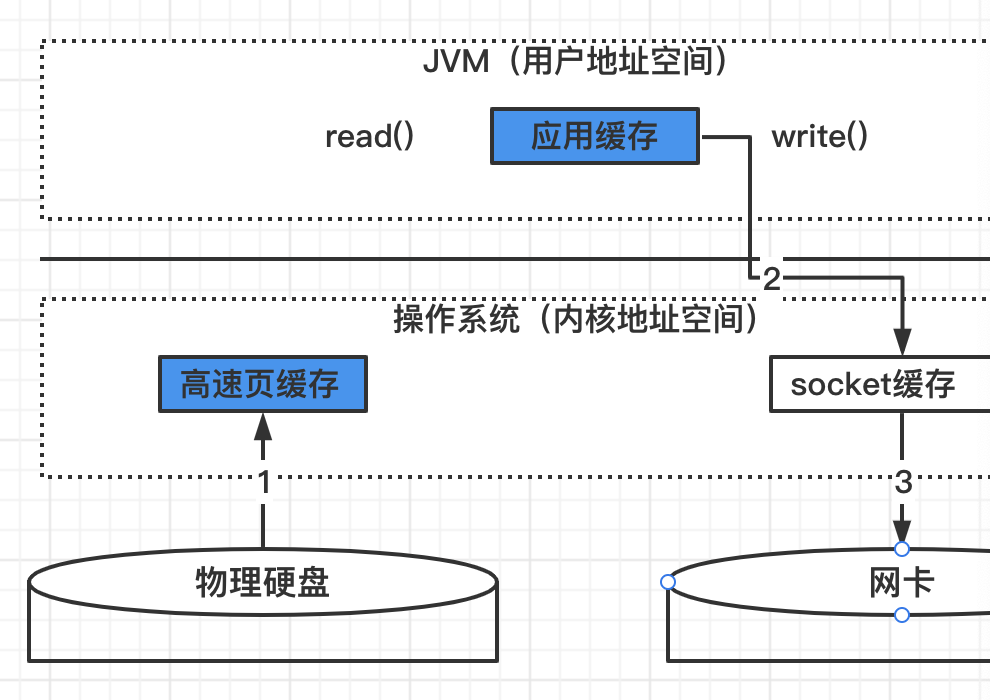 JVM（用户地址空间）
read()
应用缓存
write()
2
操作系统（内核地址空间）
高速页缓存
socket缓存
1
3
物理硬盘
网卡